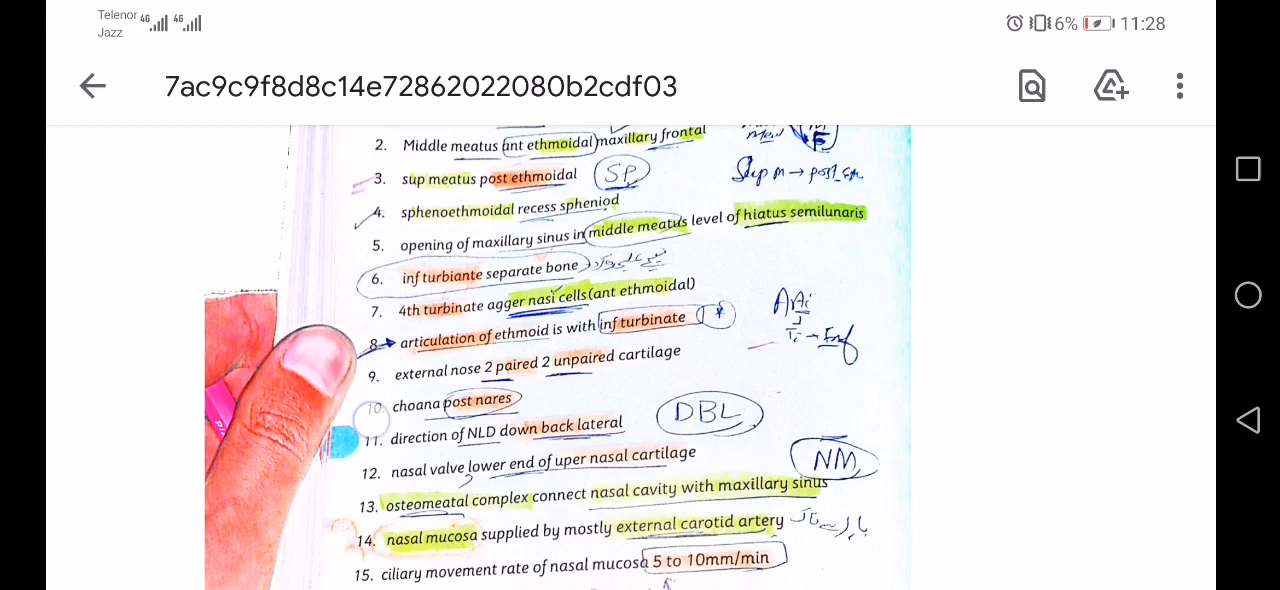 Telenor 4G 4G
Jazz
6% 11:28
7ac9c9f8d8c14e72862022080b2cdf03
2. Middle meatus (ant ethmoidal) maxillary frontal
F
3. sup meatus post ethmoidal
SP
Sup m → post
4. sphenoethmoidal recess spheniod
5. opening of maxillary sinus in middle meatus level of hiatus semilunaris
6. inf turbiante separate bone
7. 4th turbinate agger nasi cells (ant ethmoidal)
8. articulation of ethmoid is with inf turbinate
9. external nose 2 paired 2 unpaired cartilage
10. choana post nares
DBL
11. direction of NLD down back lateral
12. nasal valve lower end of uper nasal cartilage
NM
13. osteomeatal complex connect nasal cavity with maxillary sinus
14. nasal mucosa supplied by mostly external carotid artery
15. ciliary movement rate of nasal mucosa 5 to 10mm/min